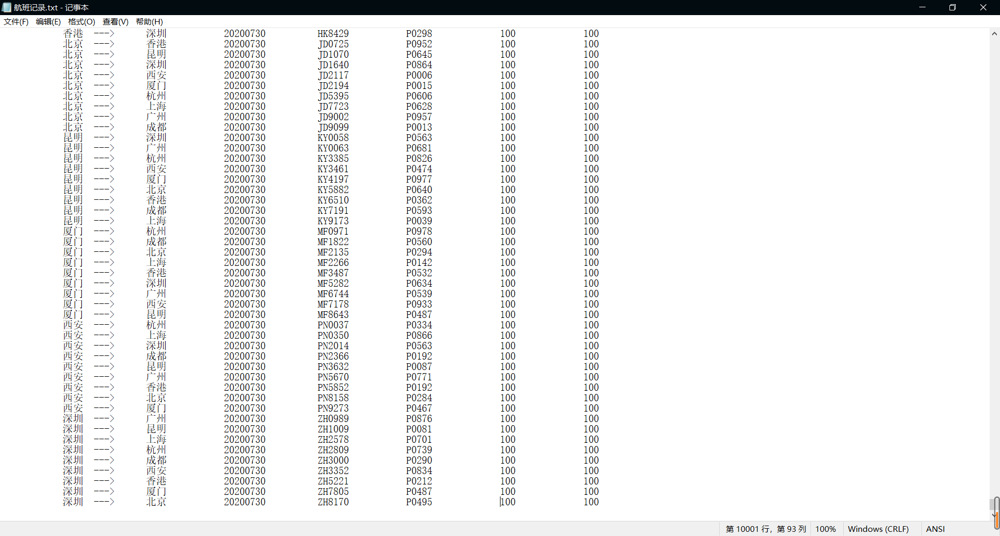 航班记录.txt - 记事本
文件(F) 编辑(E) 格式(O) 查看(V) 帮助(H)
香港 ---> 深圳 20200730 HK8429 P0298 100 100
北京 ---> 香港 20200730 JD0725 P0952 100 100
北京 ---> 昆明 20200730 JD1070 P0645 100 100
北京 ---> 深圳 20200730 JD1640 P0864 100 100
北京 ---> 西安 20200730 JD2117 P0006 100 100
北京 ---> 厦门 20200730 JD2194 P0015 100 100
北京 ---> 杭州 20200730 JD5395 P0606 100 100
北京 ---> 上海 20200730 JD7723 P0628 100 100
北京 ---> 广州 20200730 JD9002 P0957 100 100
北京 ---> 成都 20200730 JD9099 P0013 100 100
昆明 ---> 深圳 20200730 KY0058 P0563 100 100
昆明 ---> 广州 20200730 KY0063 P0681 100 100
昆明 ---> 杭州 20200730 KY3385 P0826 100 100
昆明 ---> 西安 20200730 KY3461 P0474 100 100
昆明 ---> 厦门 20200730 KY4197 P0977 100 100
昆明 ---> 北京 20200730 KY5882 P0640 100 100
昆明 ---> 香港 20200730 KY6510 P0362 100 100
昆明 ---> 成都 20200730 KY7191 P0593 100 100
昆明 ---> 上海 20200730 KY9173 P0039 100 100
厦门 ---> 杭州 20200730 MF0971 P0978 100 100
厦门 ---> 成都 20200730 MF1822 P0560 100 100
厦门 ---> 北京 20200730 MF2135 P0294 100 100
厦门 ---> 上海 20200730 MF2266 P0142 100 100
厦门 ---> 香港 20200730 MF3487 P0532 100 100
厦门 ---> 深圳 20200730 MF5282 P0634 100 100
厦门 ---> 广州 20200730 MF6744 P0539 100 100
厦门 ---> 西安 20200730 MF7178 P0933 100 100
厦门 ---> 昆明 20200730 MF8643 P0487 100 100
西安 ---> 杭州 20200730 PN0037 P0334 100 100
西安 ---> 上海 20200730 PN0350 P0866 100 100
西安 ---> 深圳 20200730 PN2014 P0563 100 100
西安 ---> 成都 20200730 PN2366 P0192 100 100
西安 ---> 昆明 20200730 PN3632 P0087 100 100
西安 ---> 广州 20200730 PN5670 P0771 100 100
西安 ---> 香港 20200730 PN5852 P0192 100 100
西安 ---> 北京 20200730 PN8158 P0284 100 100
西安 ---> 厦门 20200730 PN9273 P0467 100 100
深圳 ---> 广州 20200730 ZH0989 P0876 100 100
深圳 ---> 昆明 20200730 ZH1009 P0081 100 100
深圳 ---> 上海 20200730 ZH2578 P0701 100 100
深圳 ---> 杭州 20200730 ZH2809 P0739 100 100
深圳 ---> 成都 20200730 ZH3000 P0290 100 100
深圳 ---> 西安 20200730 ZH3352 P0834 100 100
深圳 ---> 香港 20200730 ZH5221 P0212 100 100
深圳 ---> 厦门 20200730 ZH7805 P0487 100 100
深圳 ---> 北京 20200730 ZH8170 P0495 100 100
第 10001 行，第 93 列 100% Windows (CRLF) ANSI